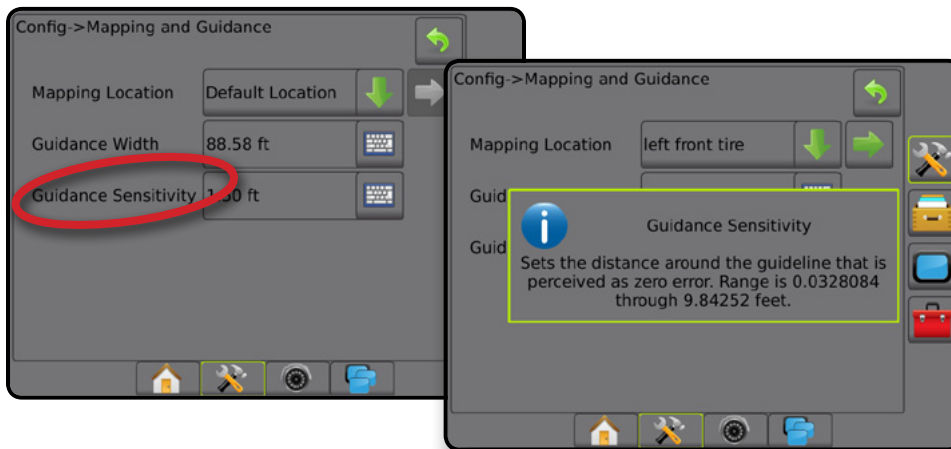 Config->Mapping and Guidance
Mapping Location Default Location
Guidance Width 88.58 ft
Guidance Sensitivity ft
Config->Mapping and Guidance
Mapping Location left front tire
Guid
Guid
Guidance Sensitivity
Sets the distance around the guideline that is
perceived as zero error. Range is 0.0328084
through 9.84252 feet.